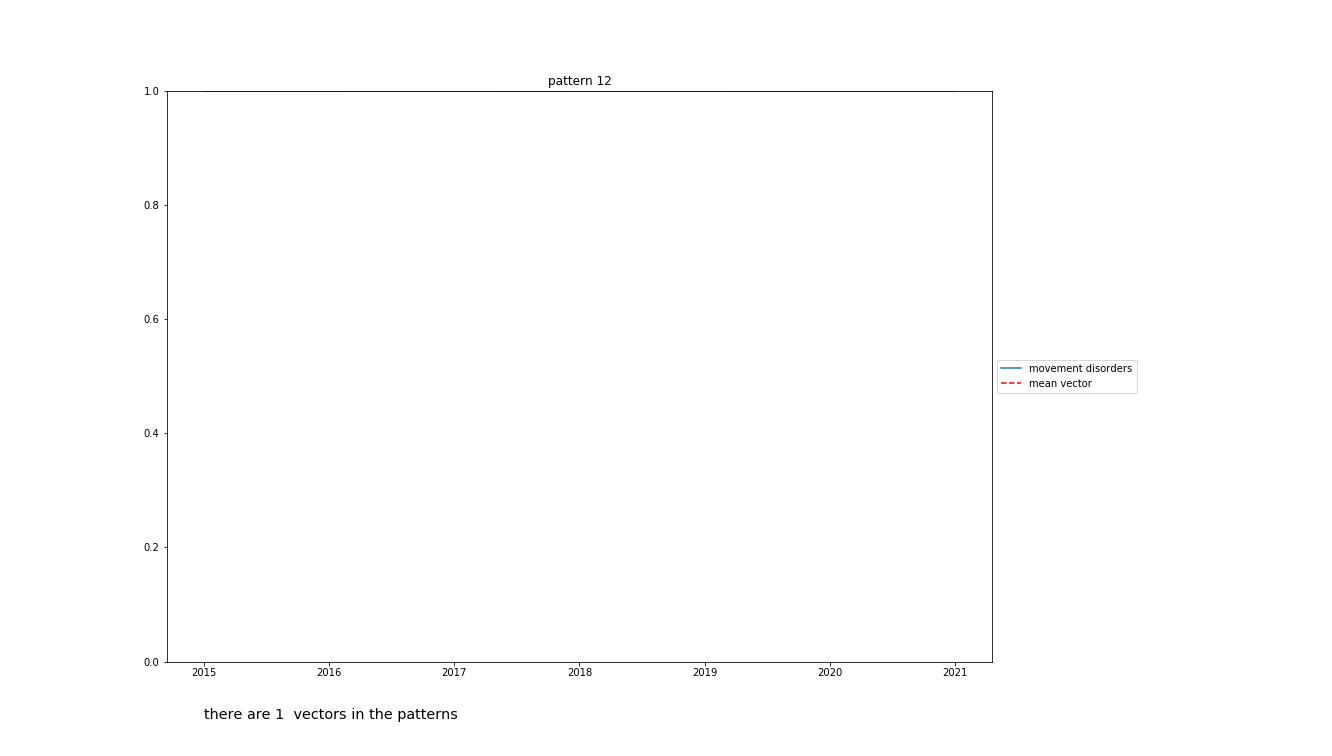 pattern 12
1.0
0.8
0.6
0.4
0.2
0.0
2015 2016 2017 2018 2019 2020 2021
movement disorders
mean vector
there are 1  vectors in the patterns